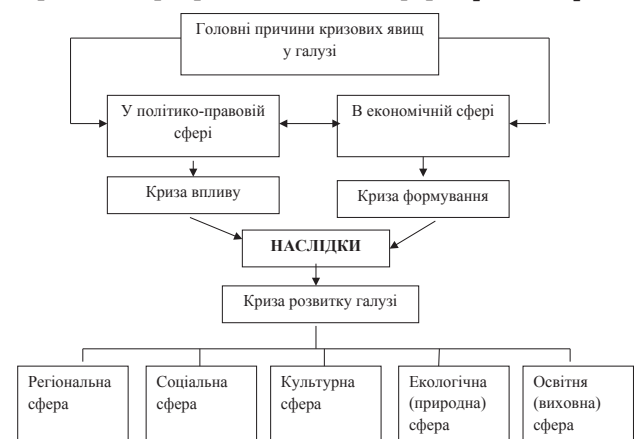 Головні причини кризових явищ
у галузі
У політико-правовій
сфері
В економічній сфері
Криза впливу
Криза формування
НАСЛІДКИ
Криза розвитку галузі
Регіональна
сфера
Соціальна
сфера
Культурна
сфера
Екологічна
(природна)
сфера
Освітня
(виховна)
сфера